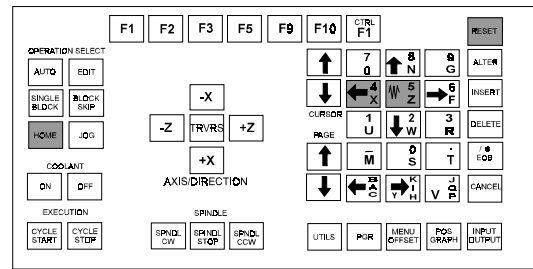 F1 F2 F3 F5 F9 F10 CTRL F1
RESET
OPERATION SELECT
AUTO EDIT
7 0 8 N 9 G ALTER
SINGLE BLOCK BLOCK SKIP
-X
4 X 5 Z 6 F INSERT
CURSOR
HOME JOG
-Z TRVRS +Z
1 U 2 W 3 R DELETE
PAGE
+X
_ M 0 S . T / # EOB
COOLANT
AXIS/DIRECTION
ON OFF
B A C Y K I H V J Q P CANCEL
EXECUTION
SPINDLE
CYCLE START CYCLE STOP
SPNDL CW SPNDL STOP SPNDL CCW
UTILS PGR MENU OFFSET POS GRAPH INPUT OUTPUT